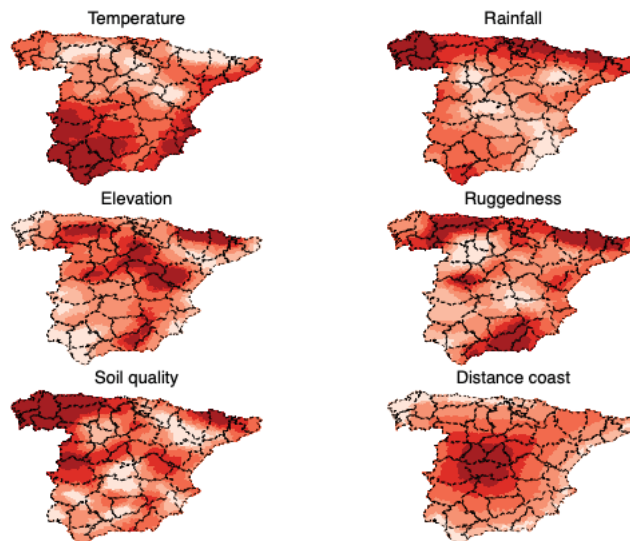 Temperature
Rainfall
Elevation
Ruggedness
Soil quality
Distance coast